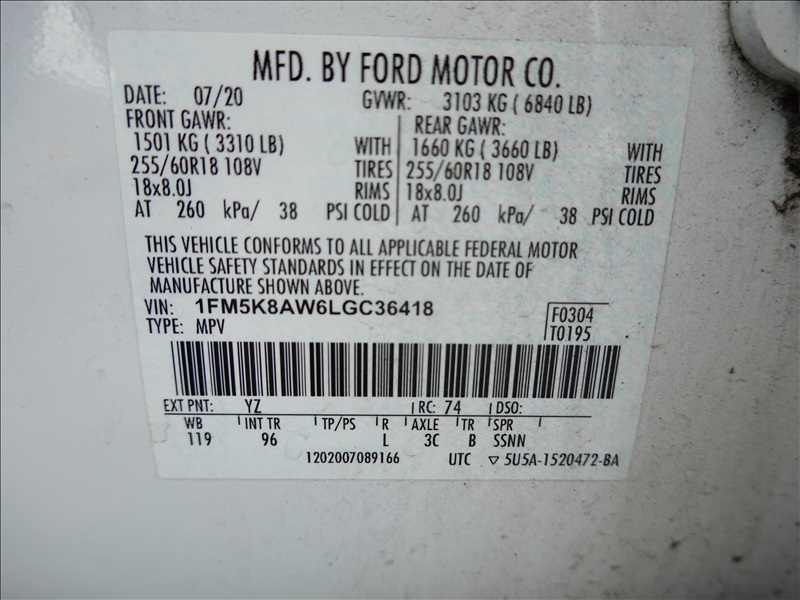 MFD. BY FORD MOTOR CO.
DATE: 07/20 GVWR: 3103 KG ( 6840 LB)
FRONT GAWR: REAR GAWR:
1501 KG ( 3310 LB) WITH 1660 KG ( 3660 LB) WITH
255/60R18 108V TIRES 255/60R18 108V TIRES
18x8.0J RIMS 18x8.0J RIMS
AT 260 kPa/ 38 PSI COLD AT 260 kPa/ 38 PSI COLD
THIS VEHICLE CONFORMS TO ALL APPLICABLE FEDERAL MOTOR
VEHICLE SAFETY STANDARDS IN EFFECT ON THE DATE OF
MANUFACTURE SHOWN ABOVE.
VIN: 1FM5K8AW6LGC36418 F0304
TYPE: MPV T0195
EXT PNT: YZ RC: 74 DSO:
WB INT TR TP/PS R AXLE TR SPR
119 96 L 3C B SSNN
1202007089166 UTC ▽ 5U5A-1520472-BA